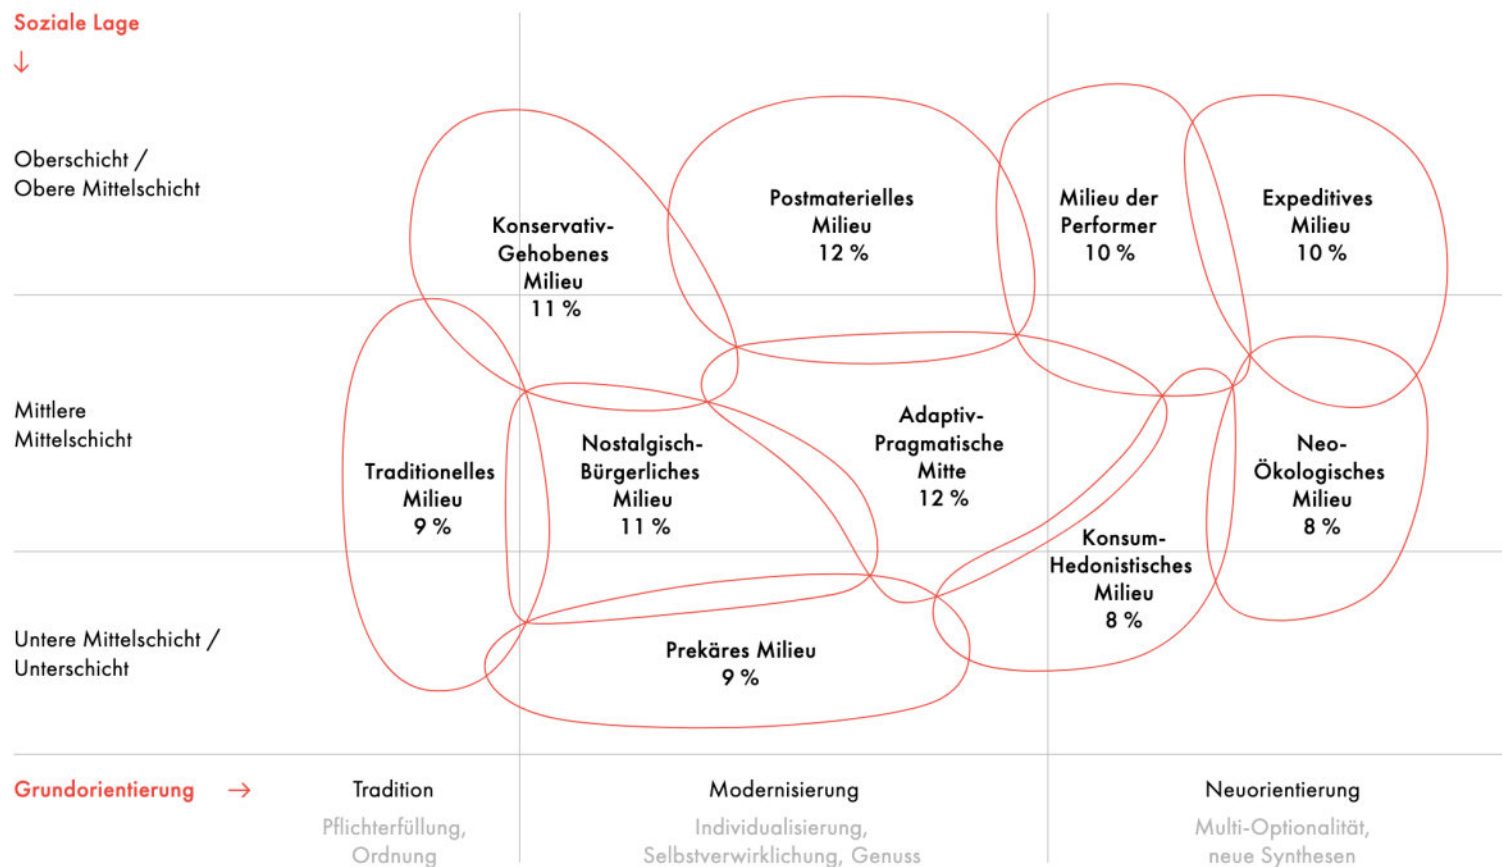 Soziale Lage
↓
Oberschicht /
Obere Mittelschicht
Konservativ-
Gehobenes
Milieu
11 %
Postmaterielles
Milieu
12 %
Milieu der
Performer
10 %
Expeditives
Milieu
10 %
Mittlere
Mittelschicht
Traditionelles
Milieu
9 %
Nostalgisch-
Bürgerliches
Milieu
11 %
Adaptiv-
Pragmatische
Mitte
12 %
Konsum-
Hedonistisches
Milieu
8 %
Neo-
Ökologisches
Milieu
8 %
Untere Mittelschicht /
Unterschicht
Prekäres Milieu
9 %
Grundorientierung →
Tradition
Pflichterfüllung,
Ordnung
Modernisierung
Individualisierung,
Selbstverwirklichung, Genuss
Neuorientierung
Multi-Optionalität,
neue Synthesen